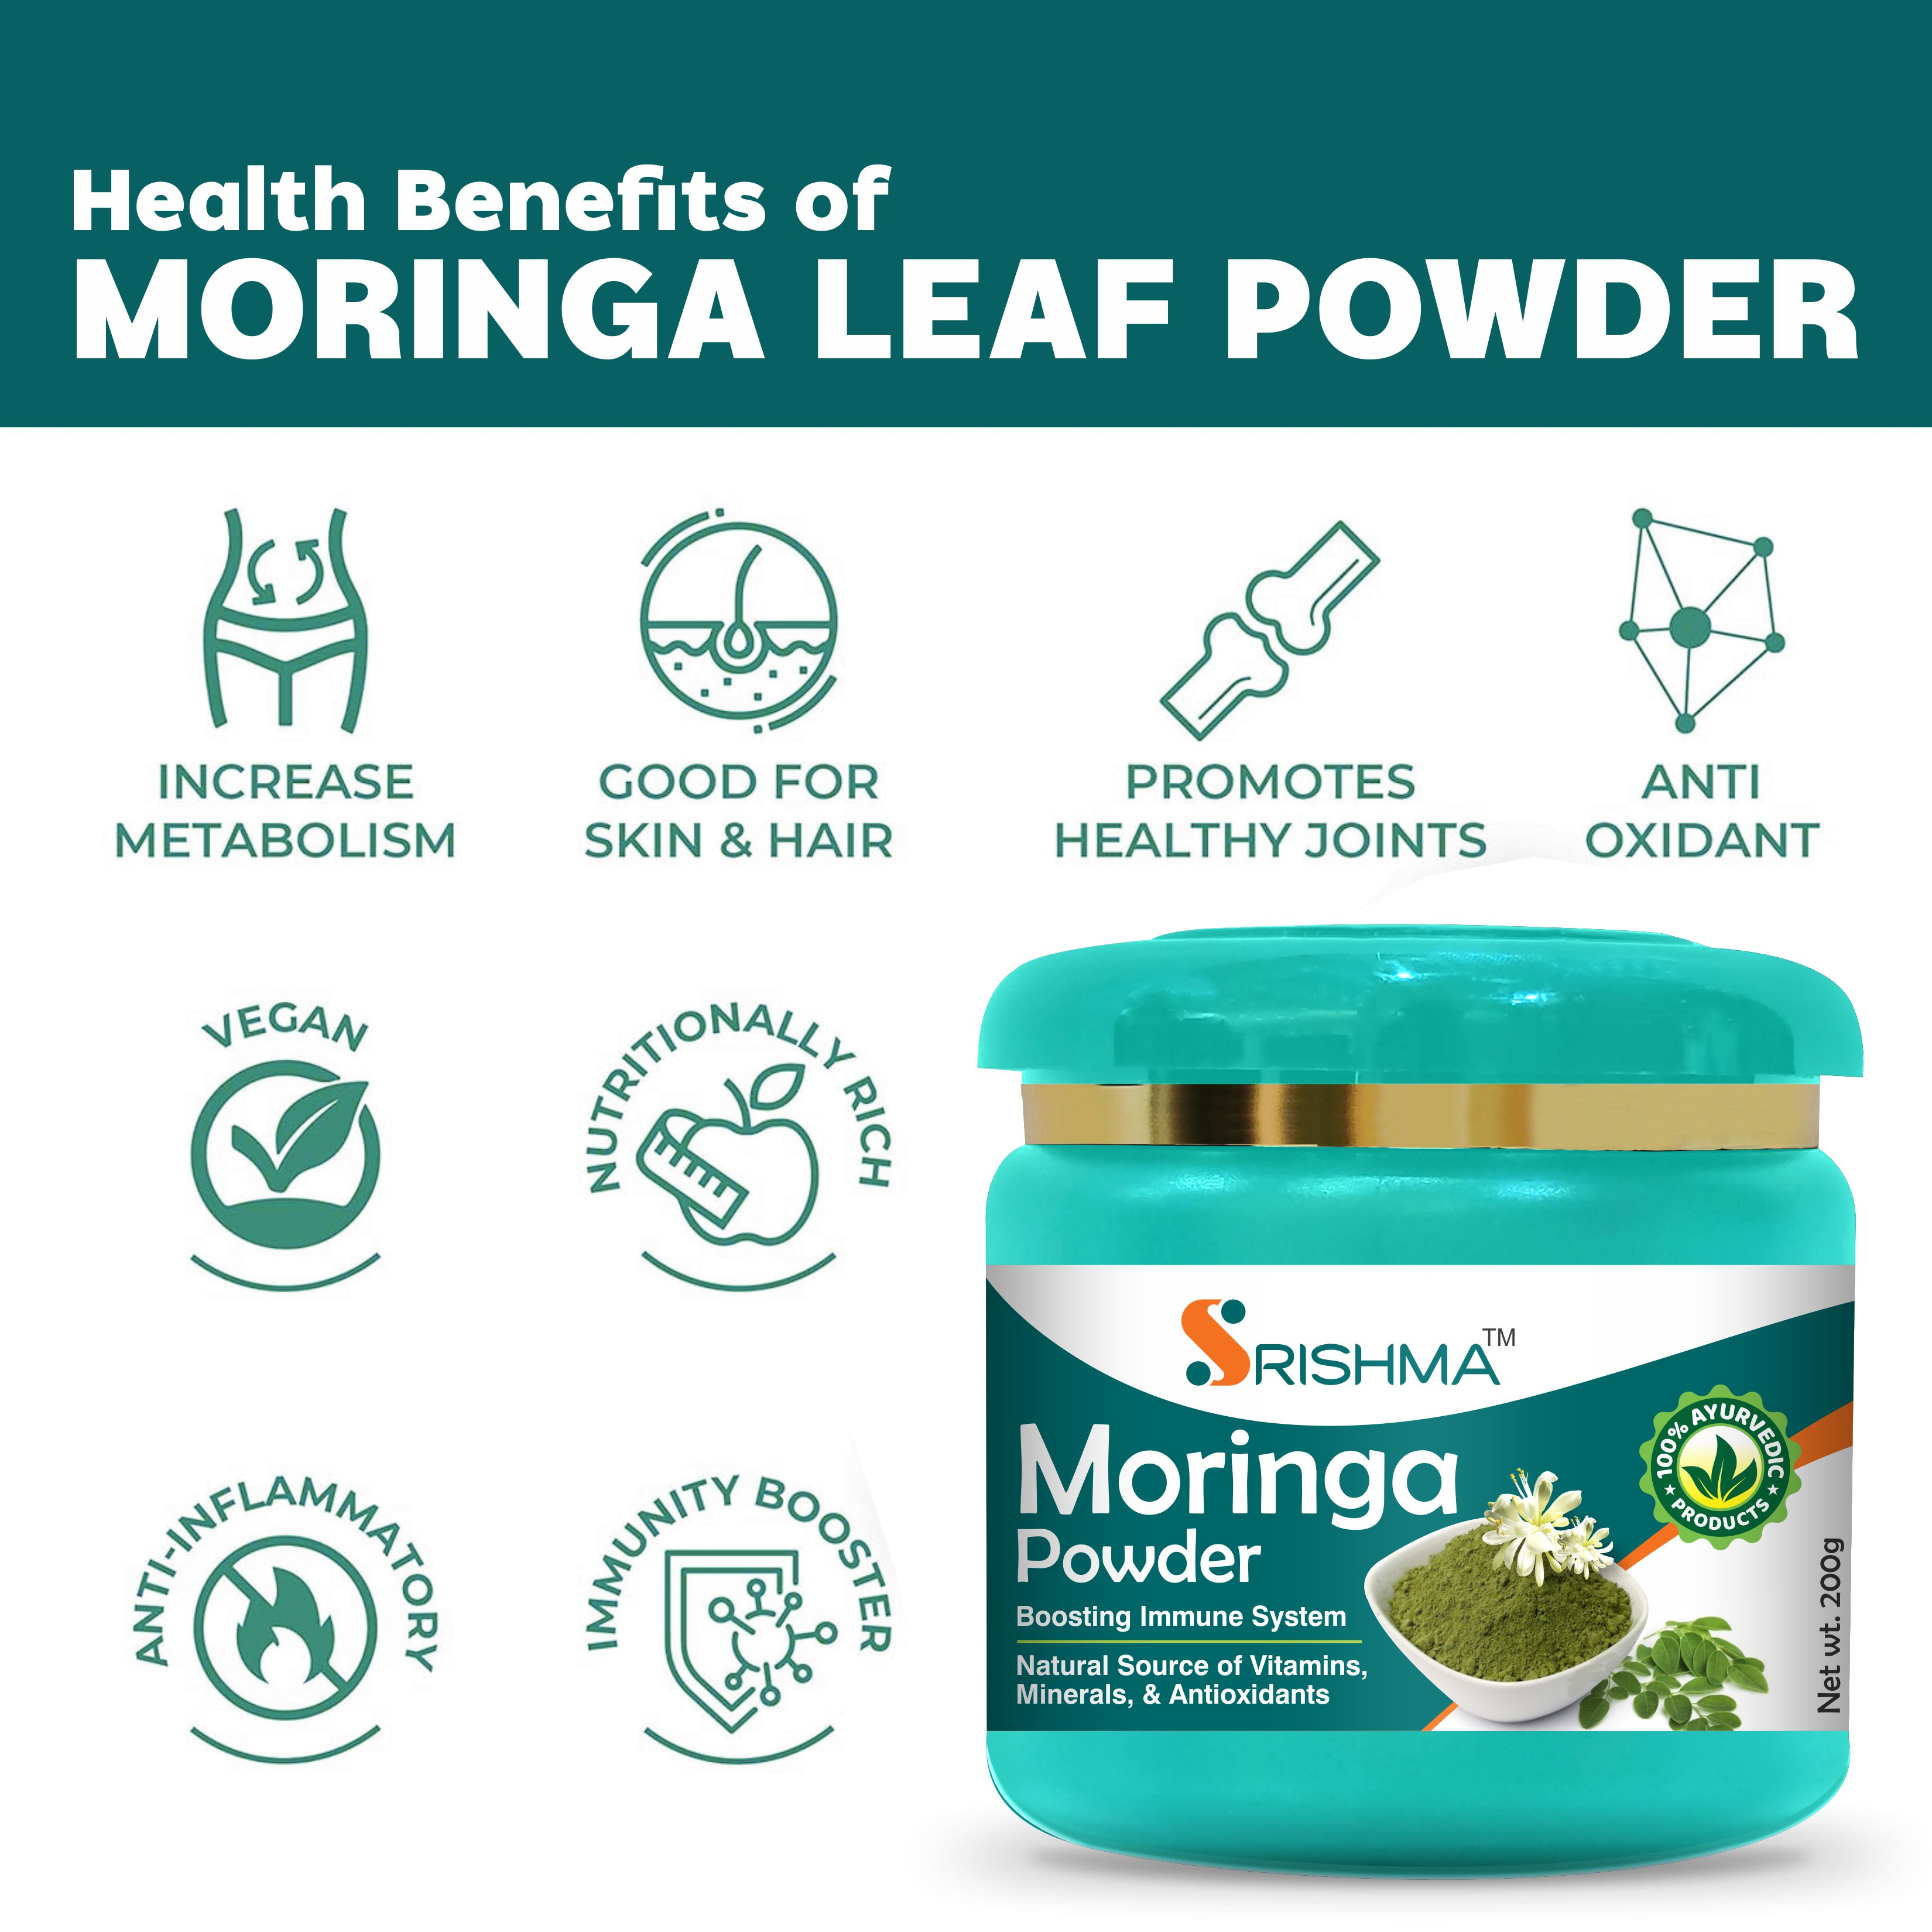 Health Benefits of
MORINGA LEAF POWDER
INCREASE
METABOLISM
GOOD FOR
SKIN & HAIR
PROMOTES
HEALTHY JOINTS
ANTI
OXIDANT
VEGAN
NUTRITIONALLY RICH
ANTI-INFLAMMATORY
IMMUNITY BOOSTER
SRISHMA™
Moringa
Powder
Boosting Immune System
Natural Source of Vitamins,
Minerals, & Antioxidants
100% AYURVEDIC
PRODUCTS
Net wt. 200g